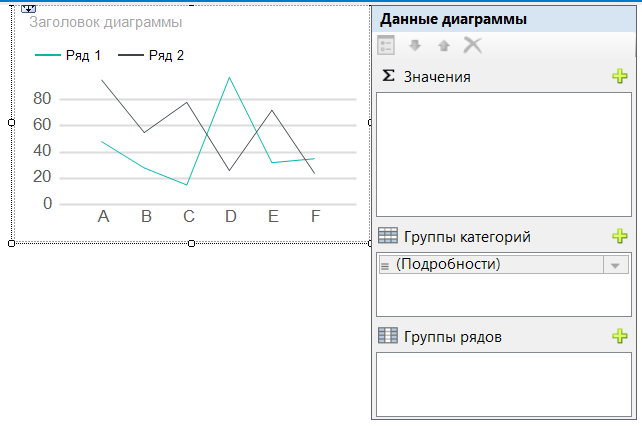 Заголовок диаграммы
Ряд 1 Ряд 2
80
60
40
20
0
A B C D E F
Данные диаграммы
Σ Значения
Группы категорий
(Подробности)
Группы рядов